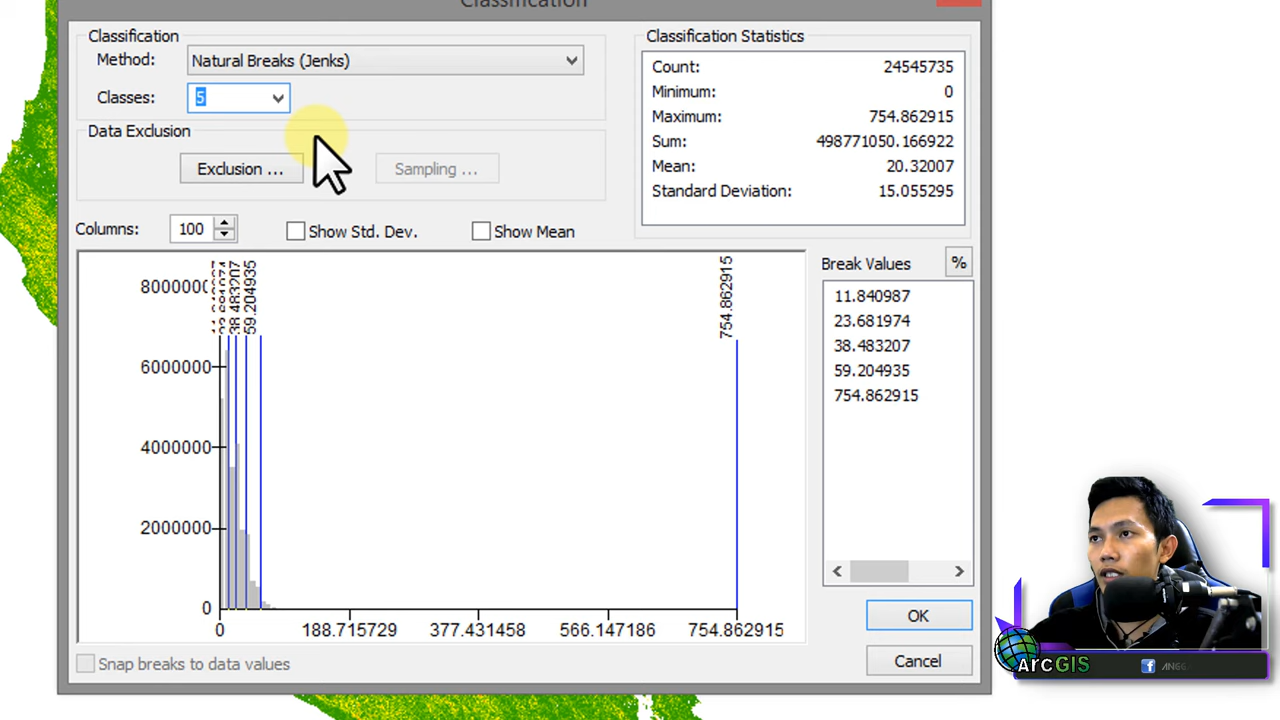 Classification
Classification
Method:
Natural Breaks (Jenks)
Classes:
5
Data Exclusion
Exclusion ...
Sampling ...
Classification Statistics
Count: 24545735
Minimum: 0
Maximum: 754.862915
Sum: 498771050.166922
Mean: 20.32007
Standard Deviation: 15.055295
Columns:
100
Show Std. Dev.
Show Mean
Break Values
%
11.840987
23.681974
38.483207
59.204935
754.862915
38.483207
59.204935
754.862915
8000000
6000000
4000000
2000000
0
0
188.715729
377.431458
566.147186
754.862915
Snap breaks to data values
OK
Cancel
ArcGIS
f